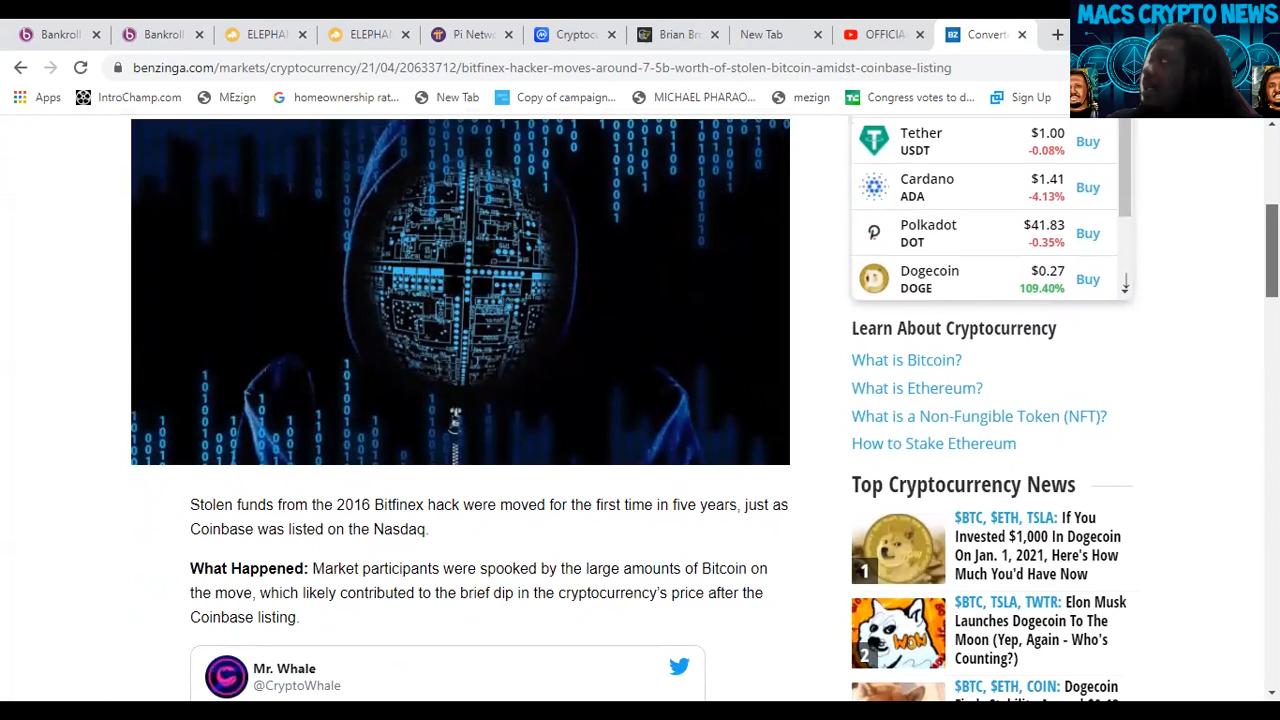 MACS CRYPTO NEWS
Bankroll
Bankroll
ELEPHAN
ELEPHAN
Pi Netw
Cryptocu
Brian Bro
New Tab
OFFICIA
Converte
benzinga.com/markets/cryptocurrency/21/04/20633712/bitfinex-hacker-moves-around-7-5b-worth-of-stolen-bitcoin-amidst-coinbase-listing
Apps
IntroChamp.com
MEzign
homeownership rat...
New Tab
Copy of campaign...
MICHAEL PHARAO...
mezign
Congress votes to d...
Sign Up
Tether $1.00 Buy
USDT -0.08%
Cardano $1.41 Buy
ADA -4.13%
Polkadot $41.83 Buy
DOT -0.35%
Dogecoin $0.27 Buy
DOGE 109.40%
Learn About Cryptocurrency
What is Bitcoin?
What is Ethereum?
What is a Non-Fungible Token (NFT)?
How to Stake Ethereum
Top Cryptocurrency News
1
$BTC, $ETH, TSLA: If You
Invested $1,000 In Dogecoin
On Jan. 1, 2021, Here's How
Much You'd Have Now
WOW
2
$BTC, TSLA, TWTR: Elon Musk
Launches Dogecoin To The
Moon (Yep, Again - Who's
Counting?)
$BTC, $ETH, COIN: Dogecoin
Stolen funds from the 2016 Bitfinex hack were moved for the first time in five years, just as
Coinbase was listed on the Nasdaq.
What Happened: Market participants were spooked by the large amounts of Bitcoin on
the move, which likely contributed to the brief dip in the cryptocurrency's price after the
Coinbase listing.
Mr. Whale
@CryptoWhale